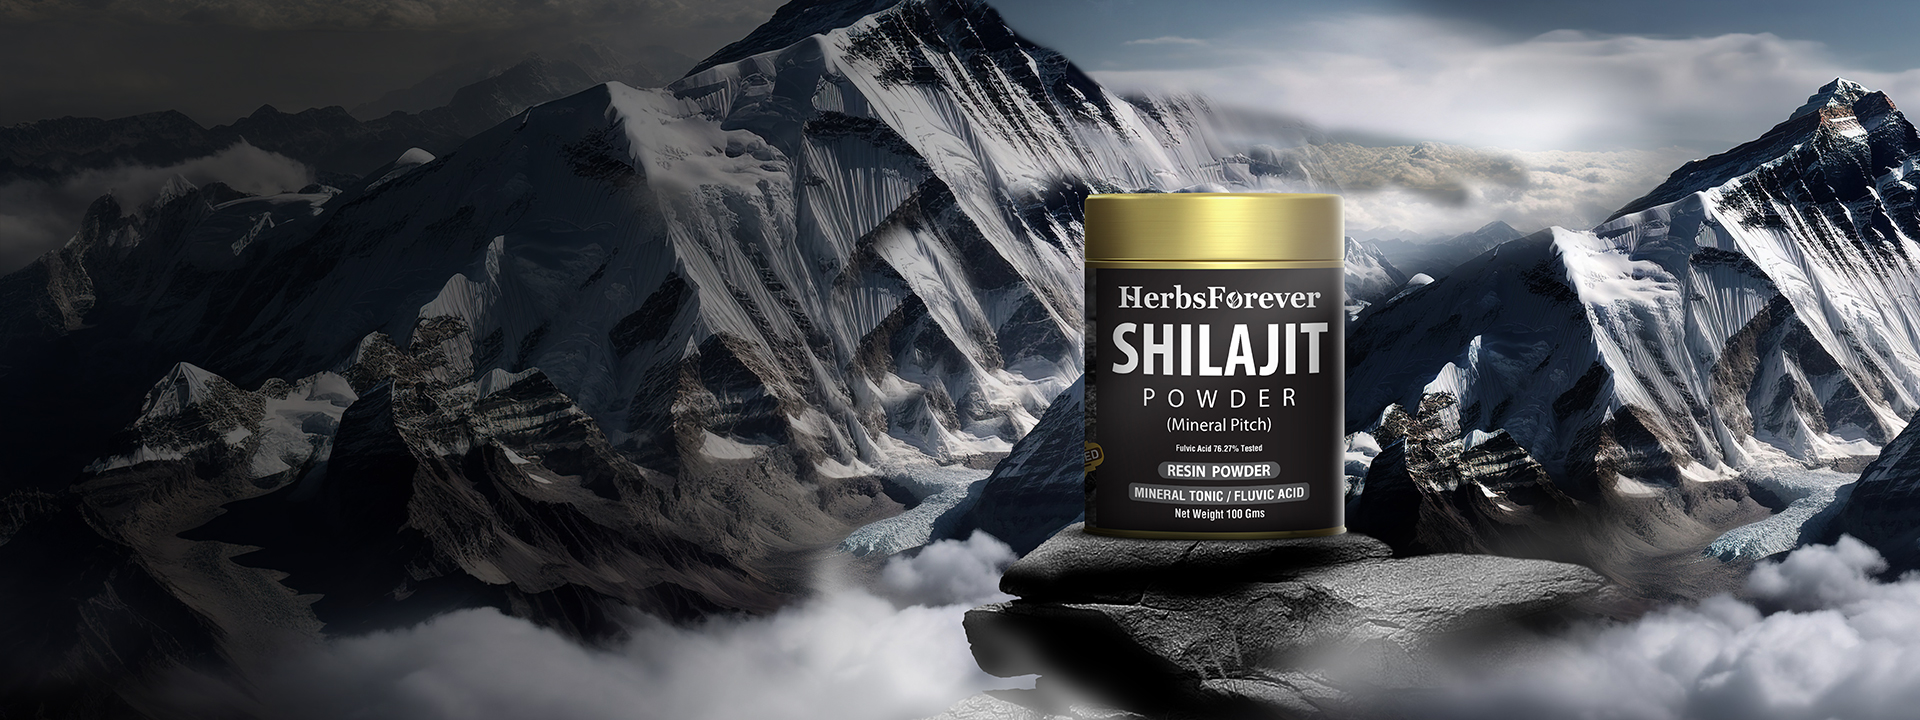 HerbsForever
SHILAJIT
POWDER
(Mineral Pitch)
Fulvic Acid 76.27% Tested
RESIN POWDER
MINERAL TONIC / FLUVIC ACID
Net Weight 100 Gms